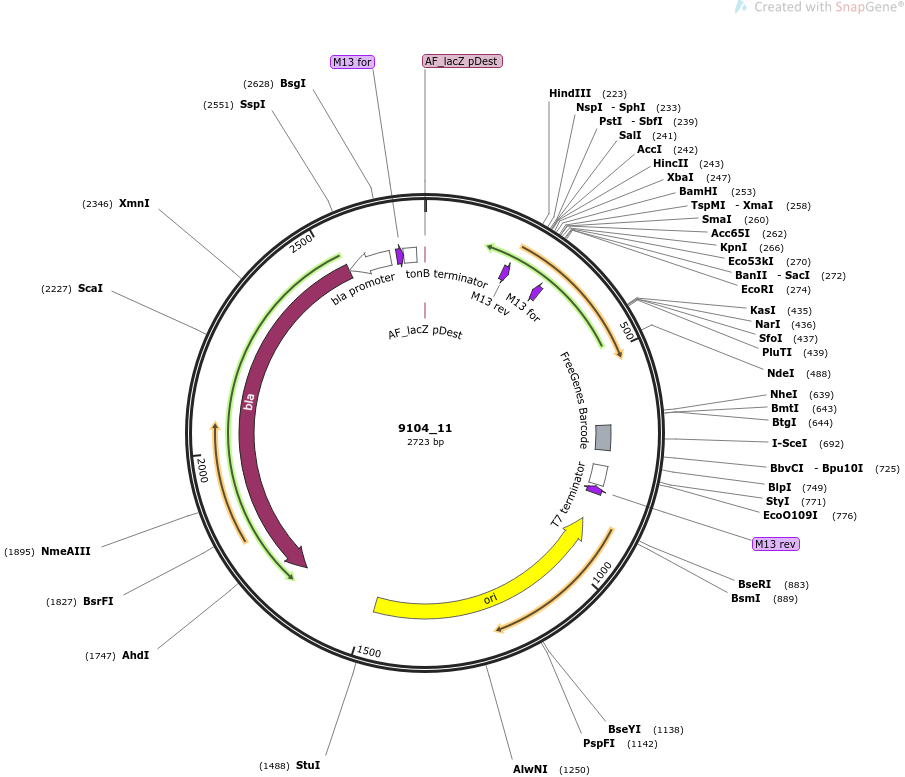 Created with SnapGene®
M13 for
AF_lacZ pDest
(2628) BsgI
(2551) SspI
(2346) XmnI
(2227) ScaI
(1895) NmeAIII
(1827) BsrFI
(1747) AhdI
(1488) StuI
HindIII (223)
NspI - SphI (233)
PstI - SbfI (239)
SalI (241)
AccI (242)
HincII (243)
XbaI (247)
BamHI (253)
TspMI - XmaI (258)
SmaI (260)
Acc65I (262)
KpnI (266)
Eco53kI (270)
BanII - SacI (272)
EcoRI (274)
KasI (435)
NarI (436)
SfoI (437)
PluTI (439)
NdeI (488)
NheI (639)
BmtI (643)
BtgI (644)
I-SceI (692)
BbvCI - Bpu10I (725)
BlpI (749)
StyI (771)
EcoO109I (776)
M13 rev
BseRI (883)
BsmI (889)
BseYI (1138)
PspFI (1142)
AlwNI (1250)
500
1000
1500
2000
2500
bla promoter
tonB terminator
M13 rev
M13 for
AF_lacZ pDest
FreeGenes Barcode
T7 terminator
bla
ori
9104_11
2723 bp